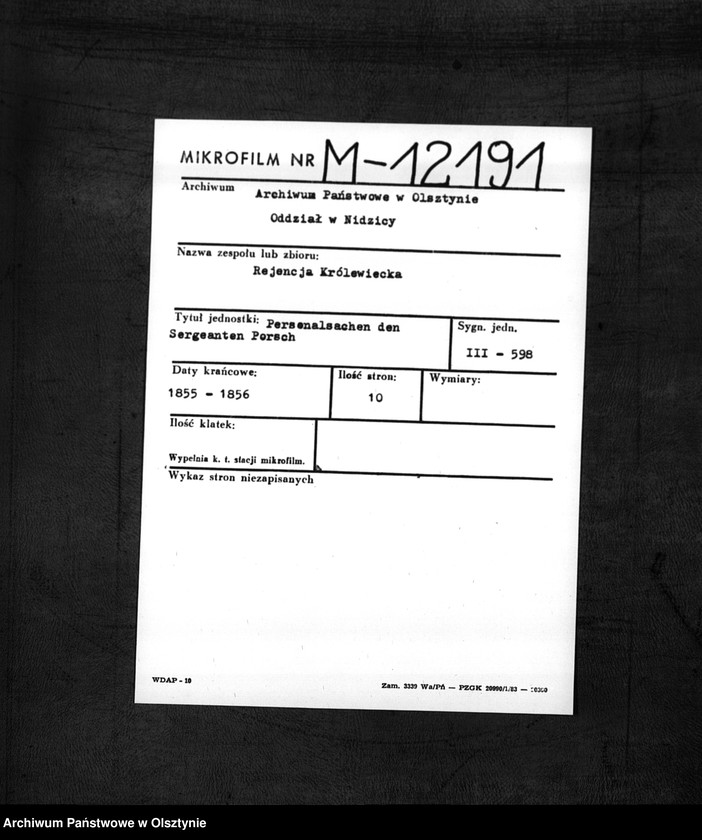 MIKROFILM NR M-12191
Archiwum
Archiwum Państwowe w Olsztynie
Oddział w Nidzicy
Nazwa zespołu lub zbioru:
Rejencja Królewiecka
Tytuł jednostki: Personalsachen den
Sergeanten Porsch
Sygn. jedn.
III - 598
Daty krańcowe:
1855 - 1856
Ilość stron:
10
Wymiary:
Ilość klatek:
Wypełnia k. t. stacji mikrofilm.
Wykaz stron niezapisanych
WDAP - 10
Zam. 3339 Wa/Pń — PZGK 20990/1/83 —
Archiwum Państwowe w Olsztynie